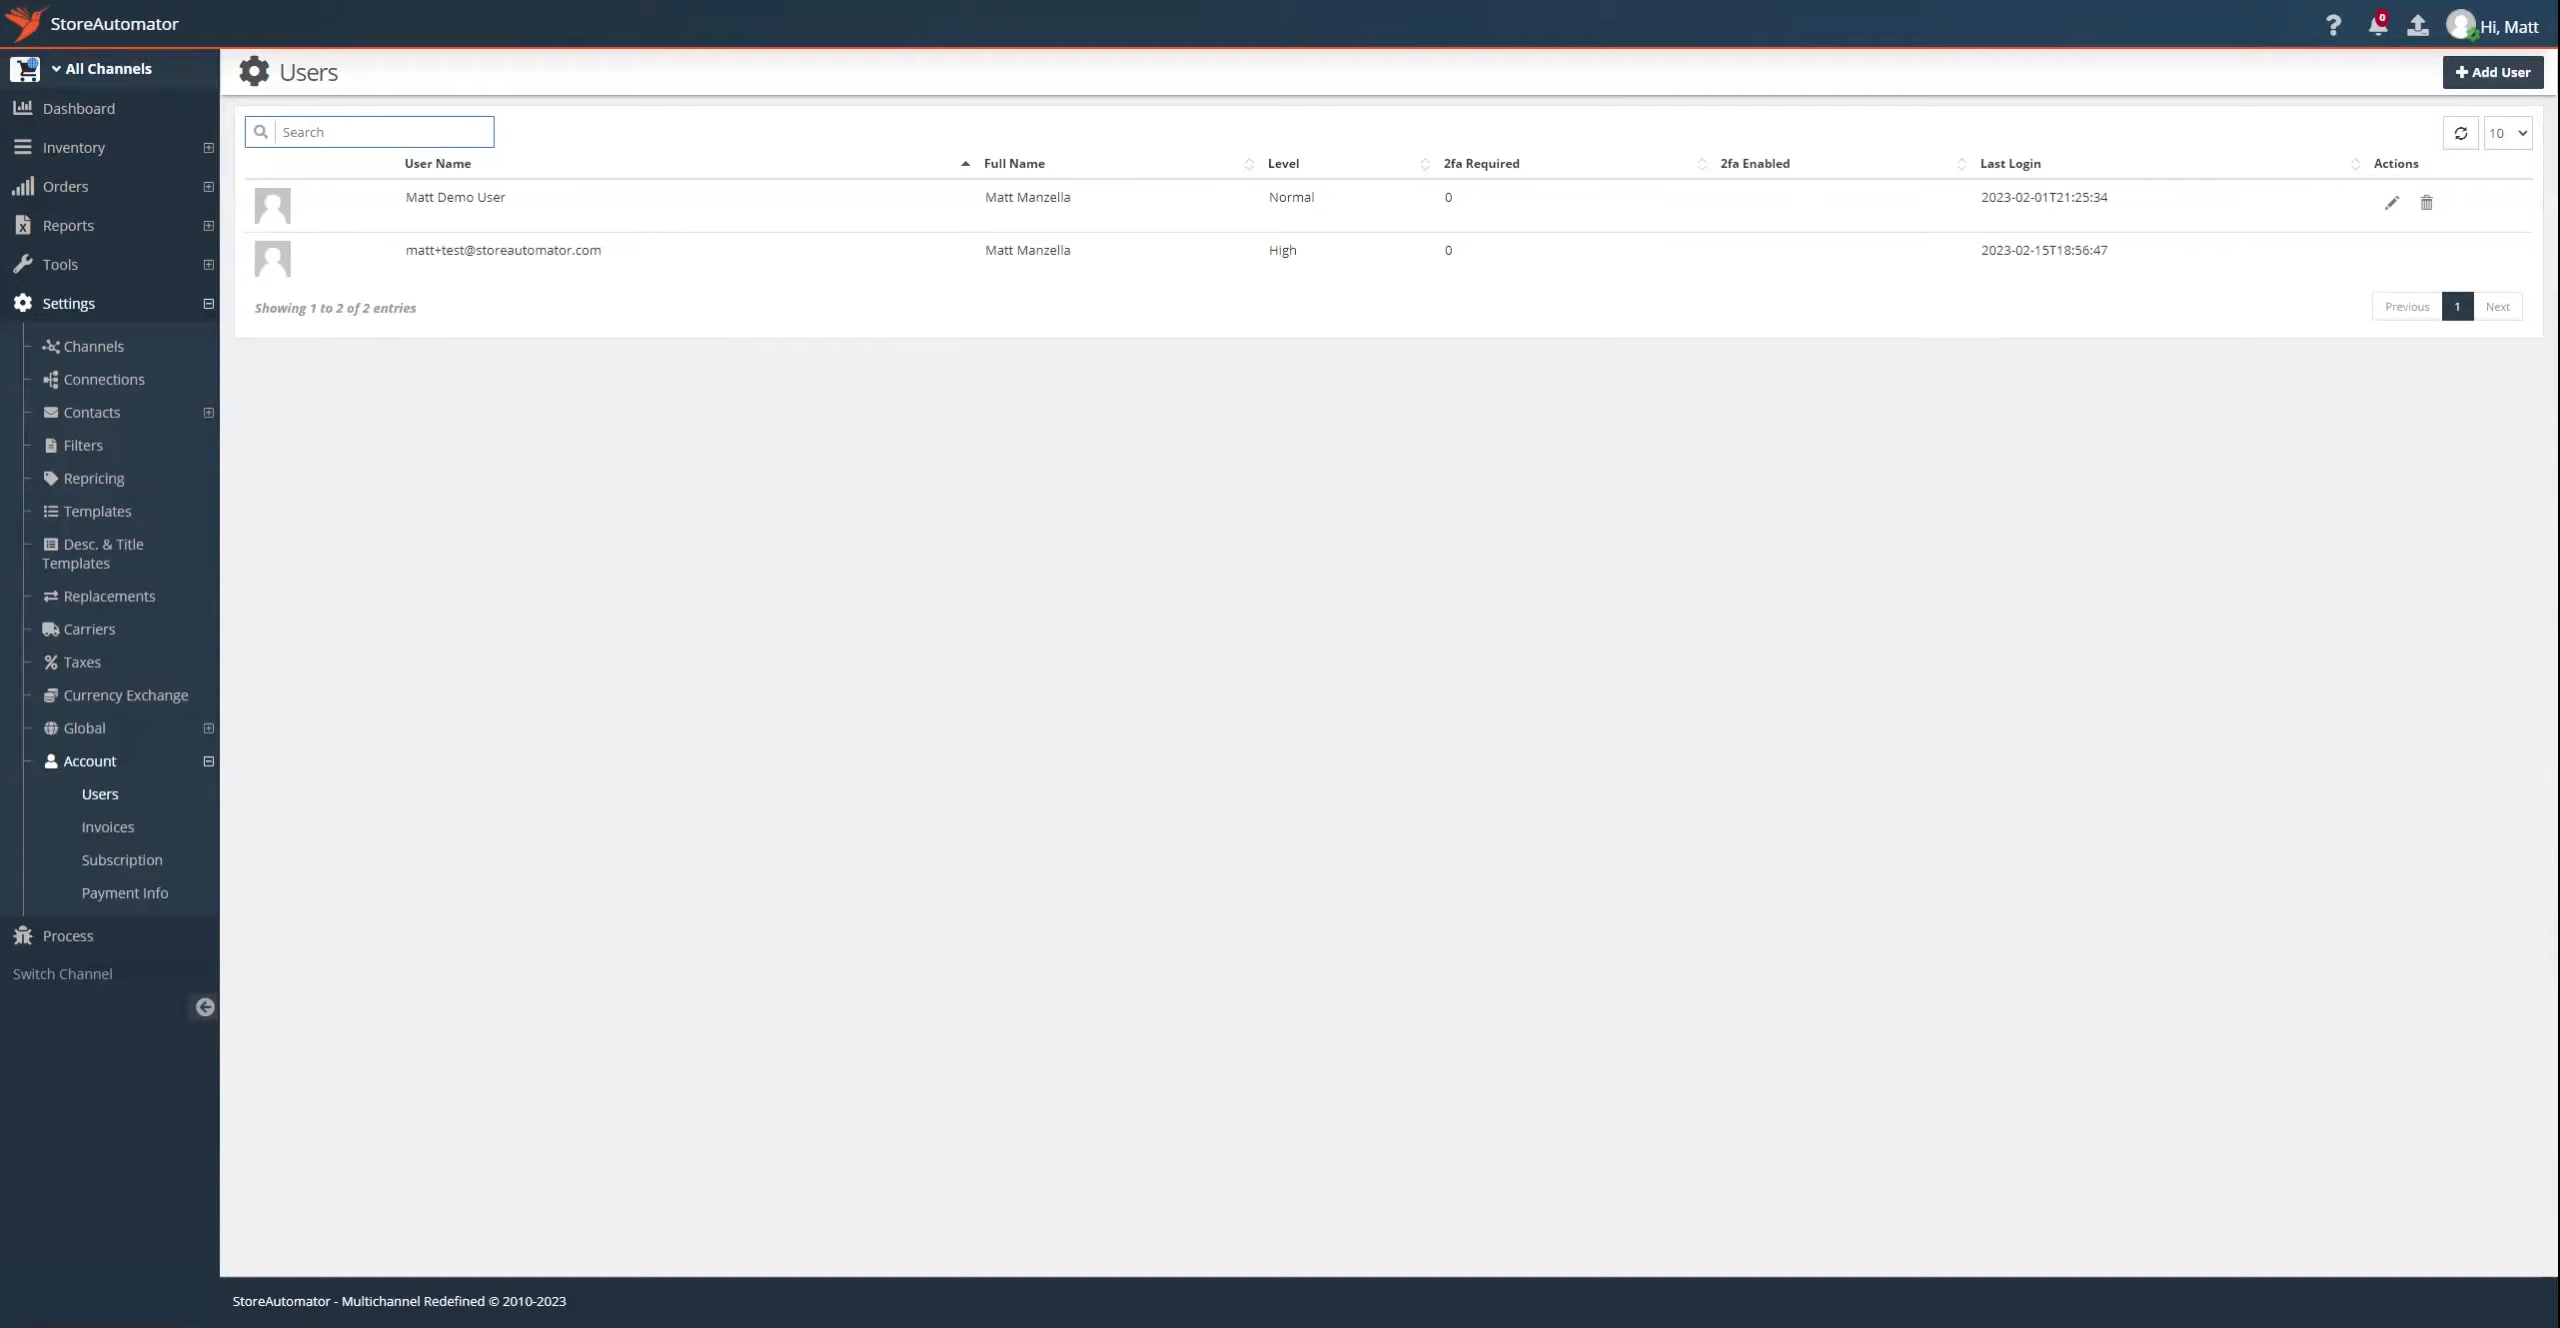 StoreAutomator
0
Hi, Matt
All Channels
Dashboard
Inventory
Orders
Reports
Tools
Settings
Channels
Connections
Contacts
Filters
Repricing
Templates
Desc. & Title
Templates
Replacements
Carriers
Taxes
Currency Exchange
Global
Account
Users
Invoices
Subscription
Payment Info
Process
Switch Channel
Users
Add User
Search
10
User Name Full Name Level 2fa Required 2fa Enabled Last Login Actions
Matt Demo User Matt Manzella Normal 0 2023-02-01T21:25:34
matt+test@storeautomator.com Matt Manzella High 0 2023-02-15T18:56:47
Showing 1 to 2 of 2 entries
Previous 1 Next
StoreAutomator - Multichannel Redefined © 2010-2023